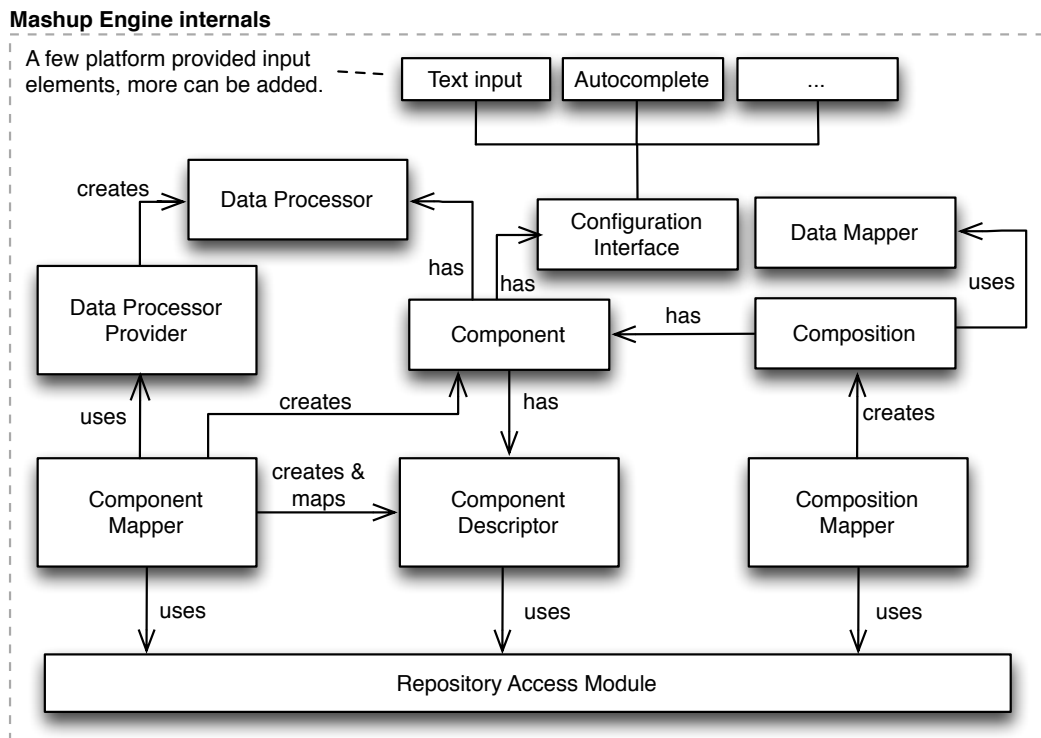 Mashup Engine internals
A few platform provided input
elements, more can be added.
Text input
Autocomplete
...
creates
Data Processor
Configuration
Interface
Data Mapper
has
has
uses
Data Processor
Provider
Component
has
Composition
uses
creates
has
creates
Component
Mapper
creates &
maps
Component
Descriptor
Composition
Mapper
uses
uses
uses
Repository Access Module